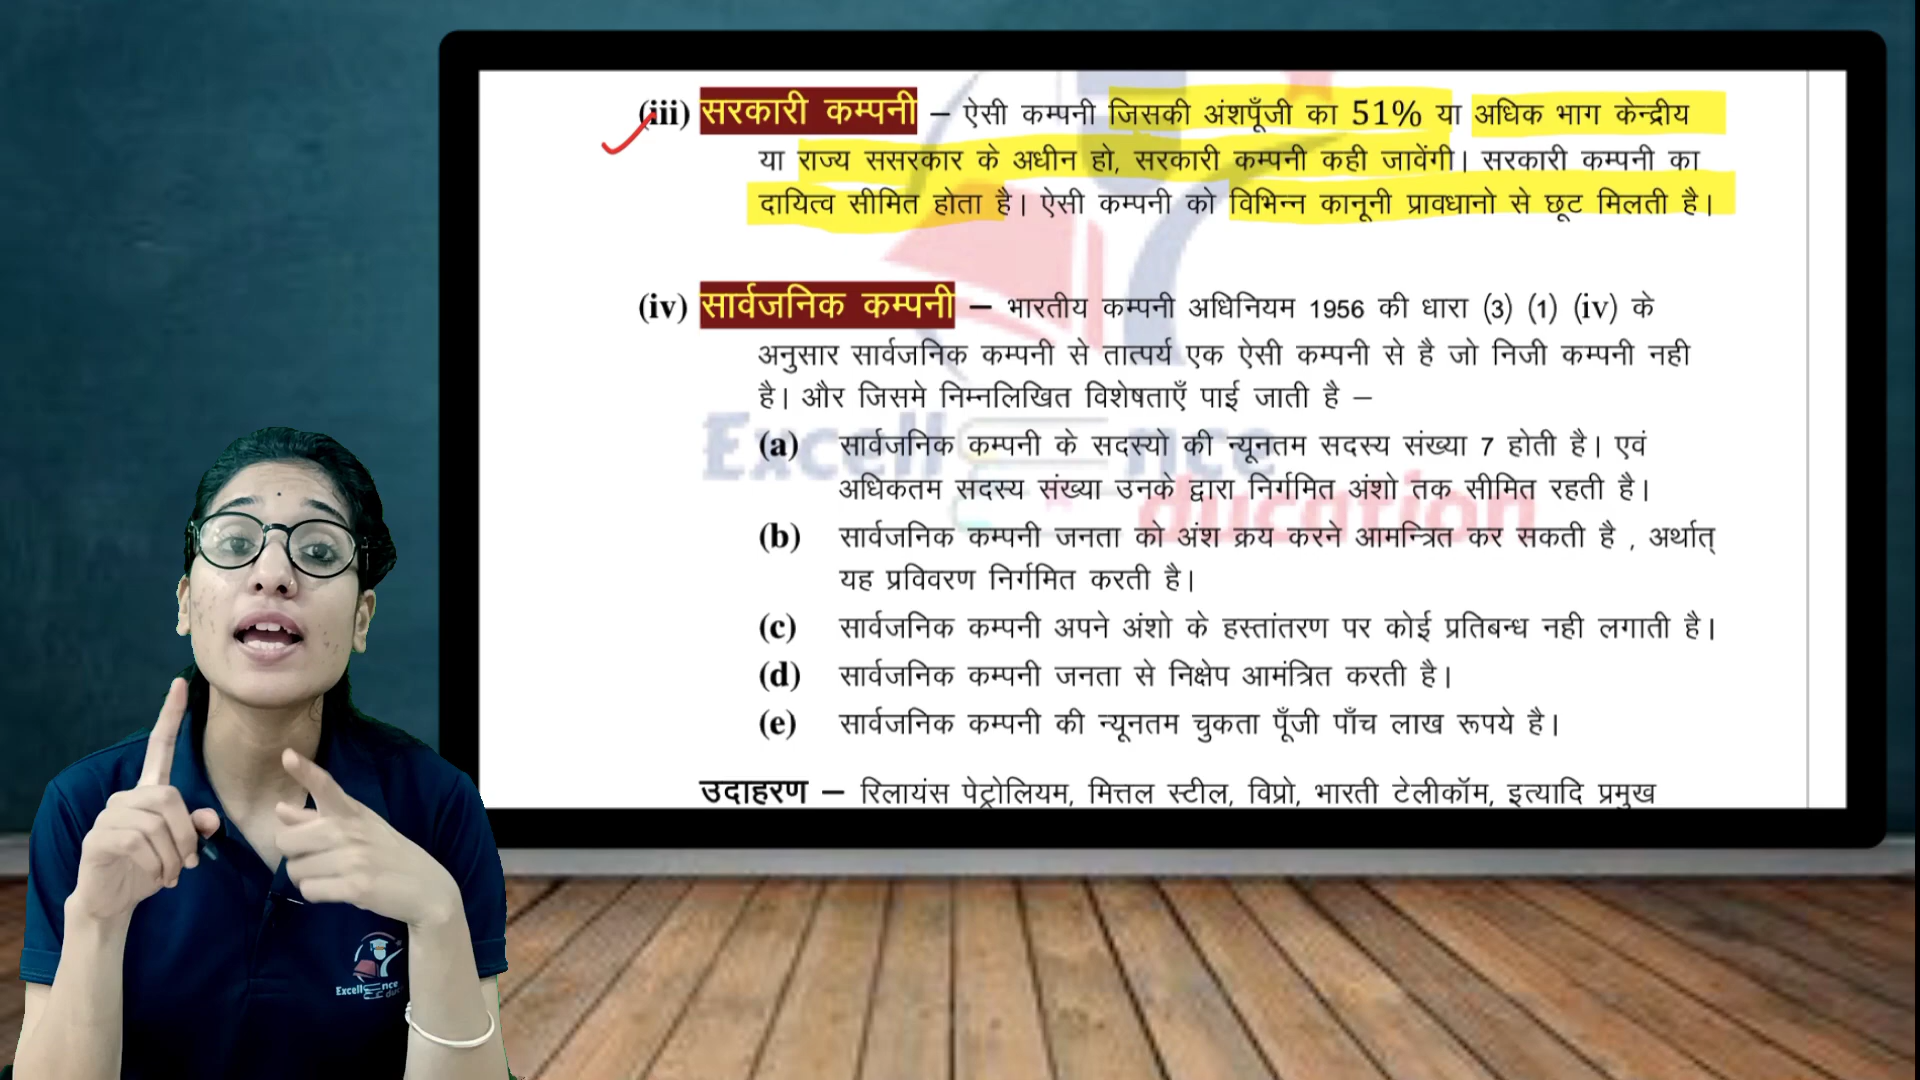 (iii) सरकारी कम्पनी – ऐसी कम्पनी जिसकी अंशपूँजी का 51% या अधिक भाग केन्द्रीय
या राज्य ससरकार के अधीन हो, सरकारी कम्पनी कही जावेंगी। सरकारी कम्पनी का
दायित्व सीमित होता है। ऐसी कम्पनी को विभिन्न कानूनी प्रावधानो से छूट मिलती है।
(iv) सार्वजनिक कम्पनी – भारतीय कम्पनी अधिनियम 1956 की धारा (3) (1) (iv) के
अनुसार सार्वजनिक कम्पनी से तात्पर्य एक ऐसी कम्पनी से है जो निजी कम्पनी नही
है। और जिसमे निम्नलिखित विशेषताएँ पाई जाती है –
(a) सार्वजनिक कम्पनी के सदस्यो की न्यूनतम सदस्य संख्या 7 होती है। एवं
अधिकतम सदस्य संख्या उनके द्वारा निर्गमित अंशो तक सीमित रहती है।
(b) सार्वजनिक कम्पनी जनता को अंश क्रय करने आमन्त्रित कर सकती है , अर्थात्
यह प्रविवरण निर्गमित करती है।
(c) सार्वजनिक कम्पनी अपने अंशो के हस्तांतरण पर कोई प्रतिबन्ध नही लगाती है।
(d) सार्वजनिक कम्पनी जनता से निक्षेप आमंत्रित करती है।
(e) सार्वजनिक कम्पनी की न्यूनतम चुकता पूँजी पाँच लाख रूपये है।
उदाहरण – रिलायंस पेट्रोलियम, मित्तल स्टील, विप्रो, भारती टेलीकॉम, इत्यादि प्रमुख
Excellence
ducation
Excellence